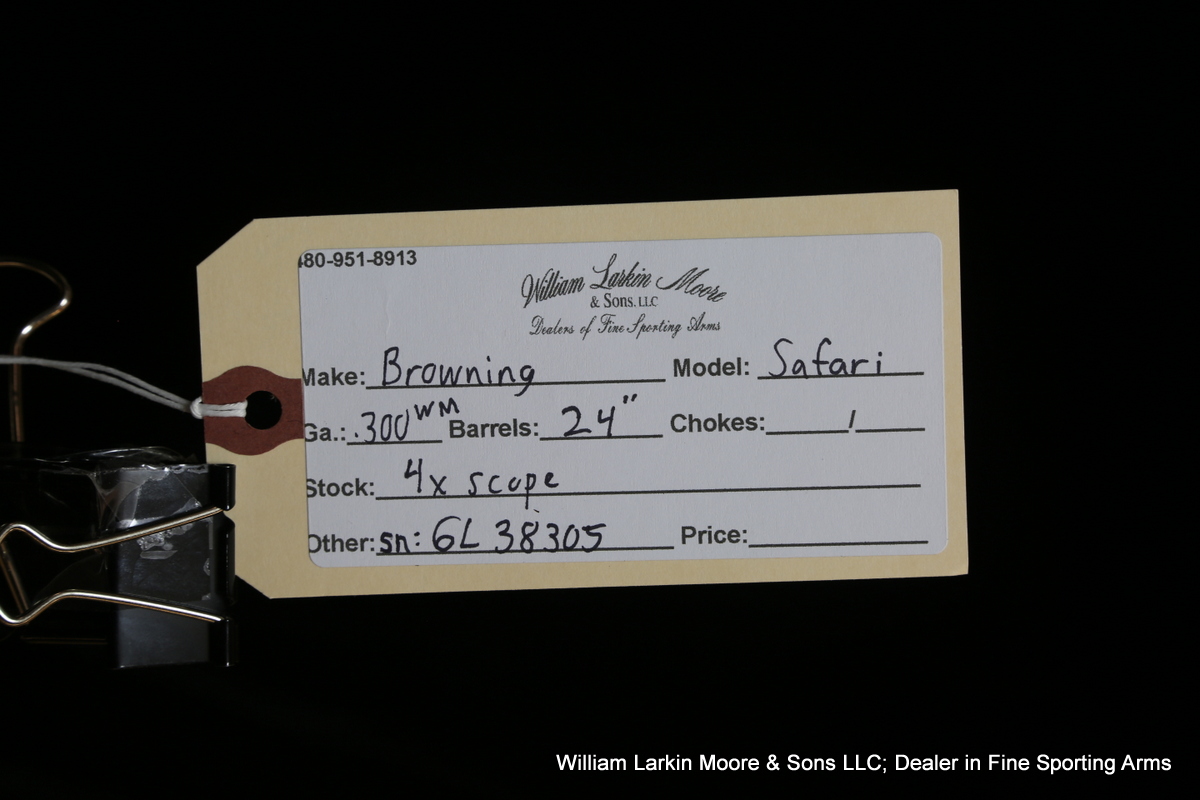 480-951-8913
William Larkin Moore
& Sons, LLC
Dealers of Fine Sporting Arms
Make: Browning Model: Safari
Ga.: .300 WM Barrels: 24" Chokes: /
Stock: 4x scope
Other: sn: 6L 38305 Price:
William Larkin Moore & Sons LLC; Dealer in Fine Sporting Arms